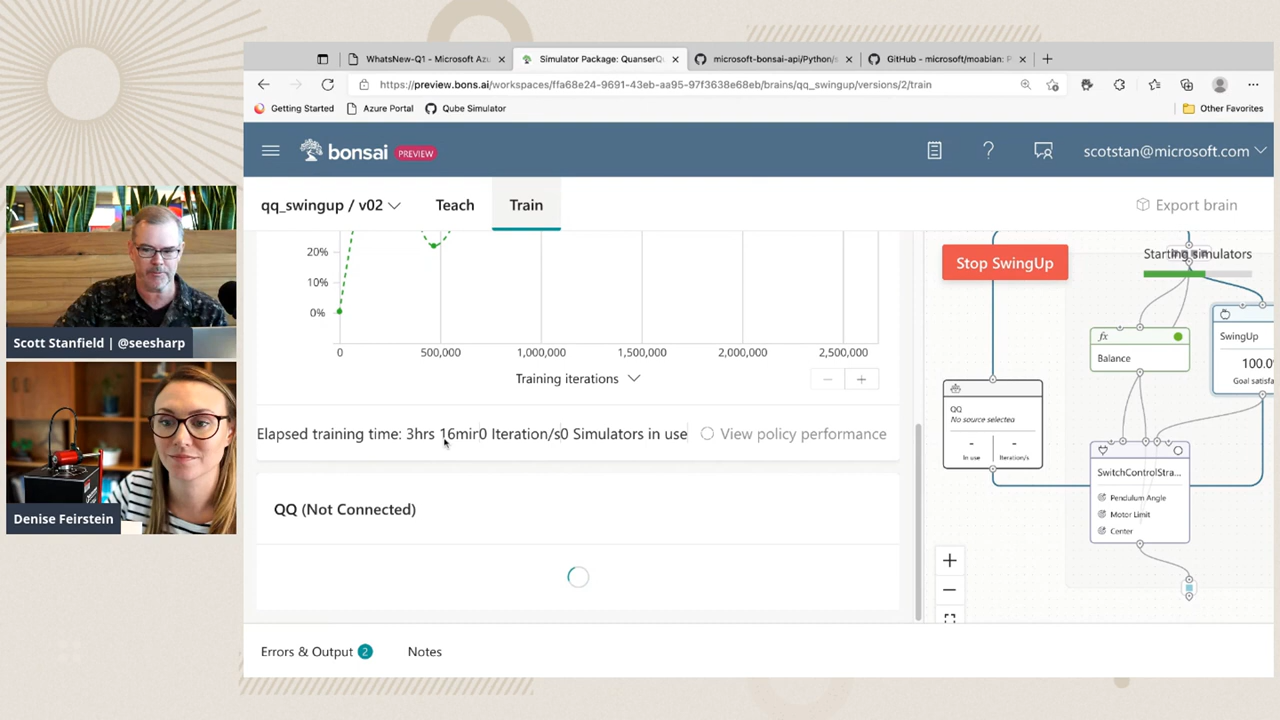 WhatsNew-Q1 - Microsoft Az
Simulator Package: QuanserQ
microsoft-bonsai-api/Python/s
GitHub - microsoft/moabian: P
https://preview.bons.ai/workspaces/ffa68e24-9691-43eb-aa95-97f3638e68eb/brains/qq_swingup/versions/2/train
Getting Started
Azure Portal
Qube Simulator
Other Favorites
bonsai PREVIEW
?
scotstan@microsoft.com
qq_swingup / v02
Teach
Train
Export brain
20%
10%
0%
0
500,000
1,000,000
1,500,000
2,000,000
2,500,000
Training iterations
Elapsed training time: 3hrs 16mir0 Iteration/s0 Simulators in use
View policy performance
QQ (Not Connected)
Stop SwingUp
Starting simulators
fx
Balance
SwingUp
100.0
Goal satisfa
QQ
No source selected
- -
In use Iteration/s
SwitchControlStra...
Pendulum Angle
Motor Limit
Center
Errors & Output 2
Notes
Scott Stanfield | @seesharp
Denise Feirstein